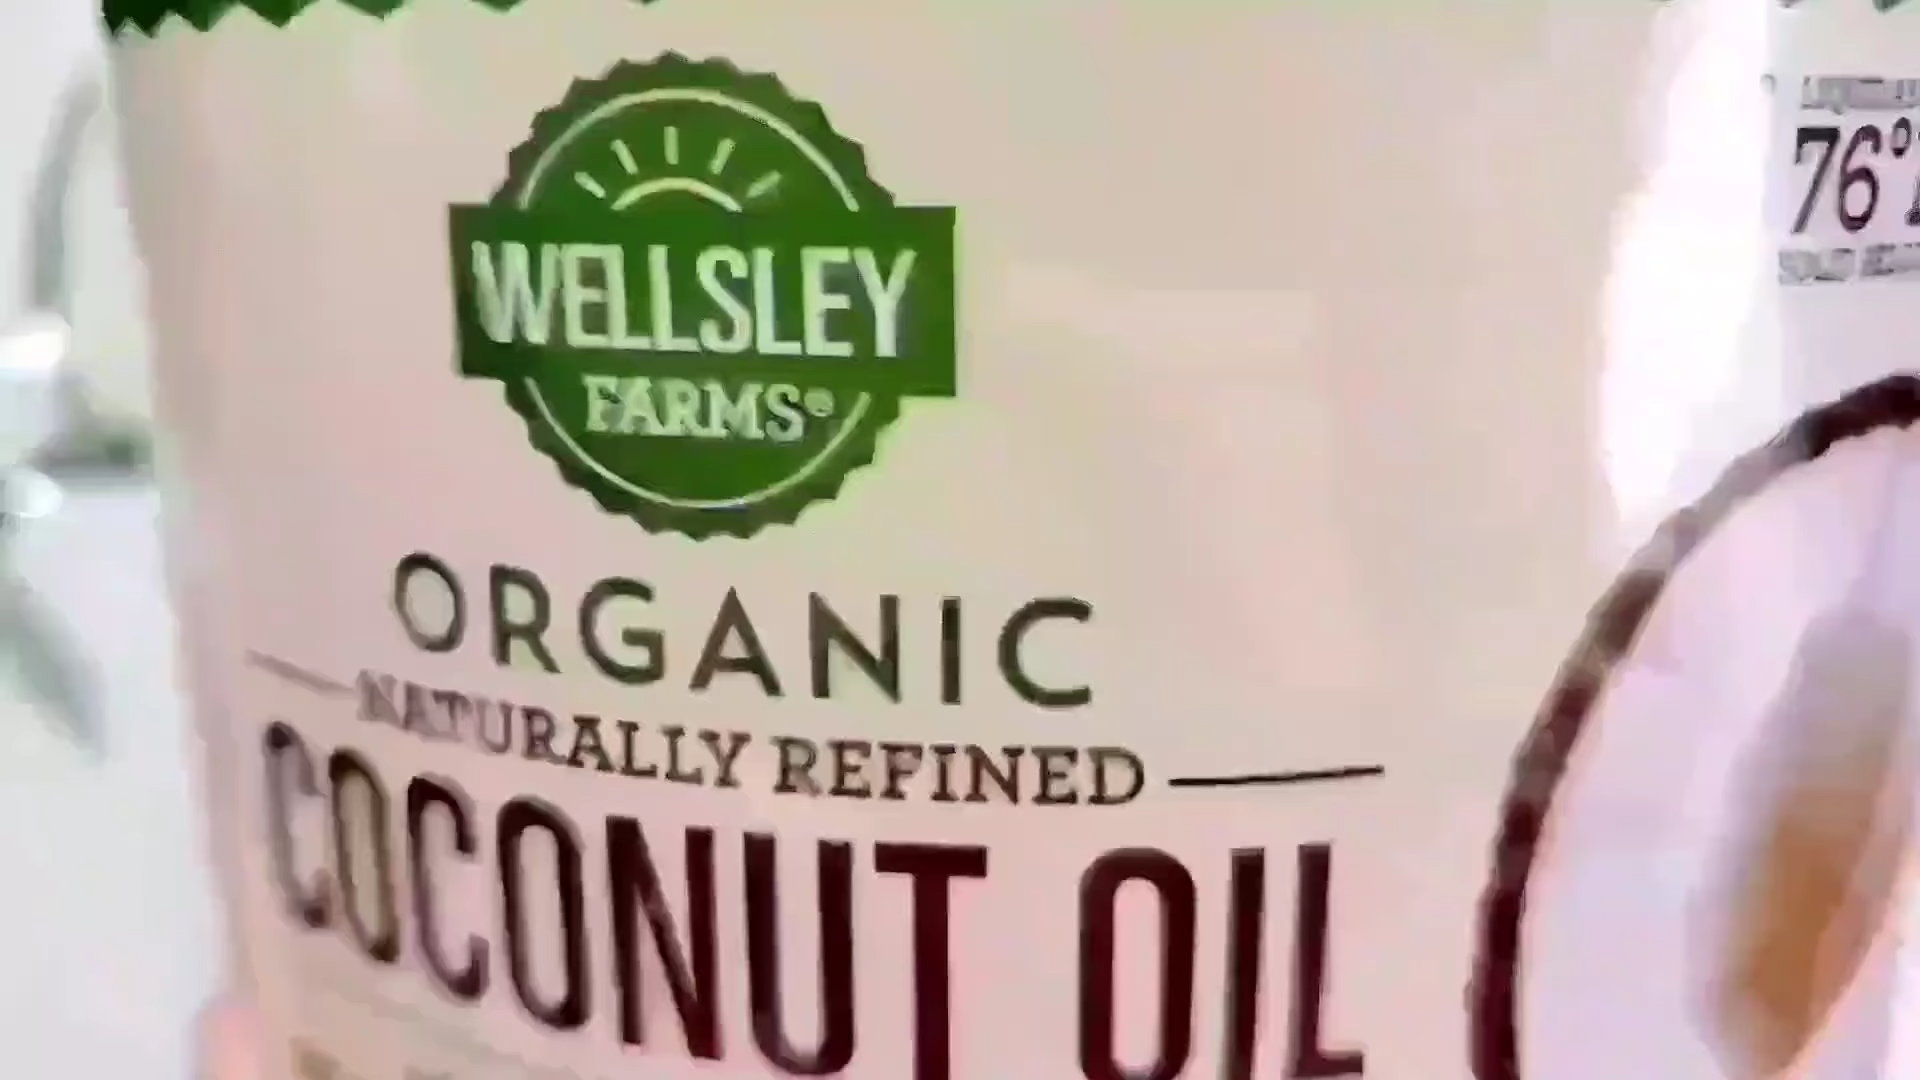 WELLSLEY
FARMS®
ORGANIC
NATURALLY REFINED
COCONUT OIL
76°